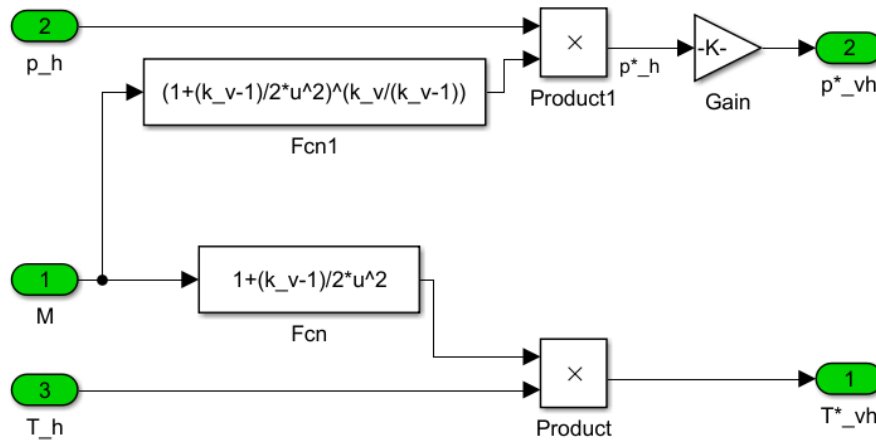 2
p_h
(1+(k_v-1)/2*u^2)^(k_v/(k_v-1))
Fcn1
×
Product1
p*_h
-K-
Gain
2
p*_vh
1
M
1+(k_v-1)/2*u^2
Fcn
3
T_h
×
Product
1
T*_vh